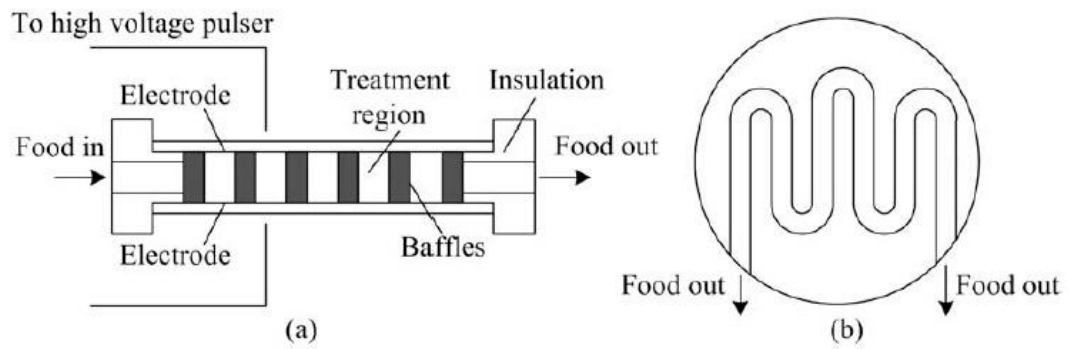 To high voltage pulser
Electrode
Treatment
region
Insulation
Food in
Food out
Electrode
Baffles
(a)
Food out
Food out
(b)